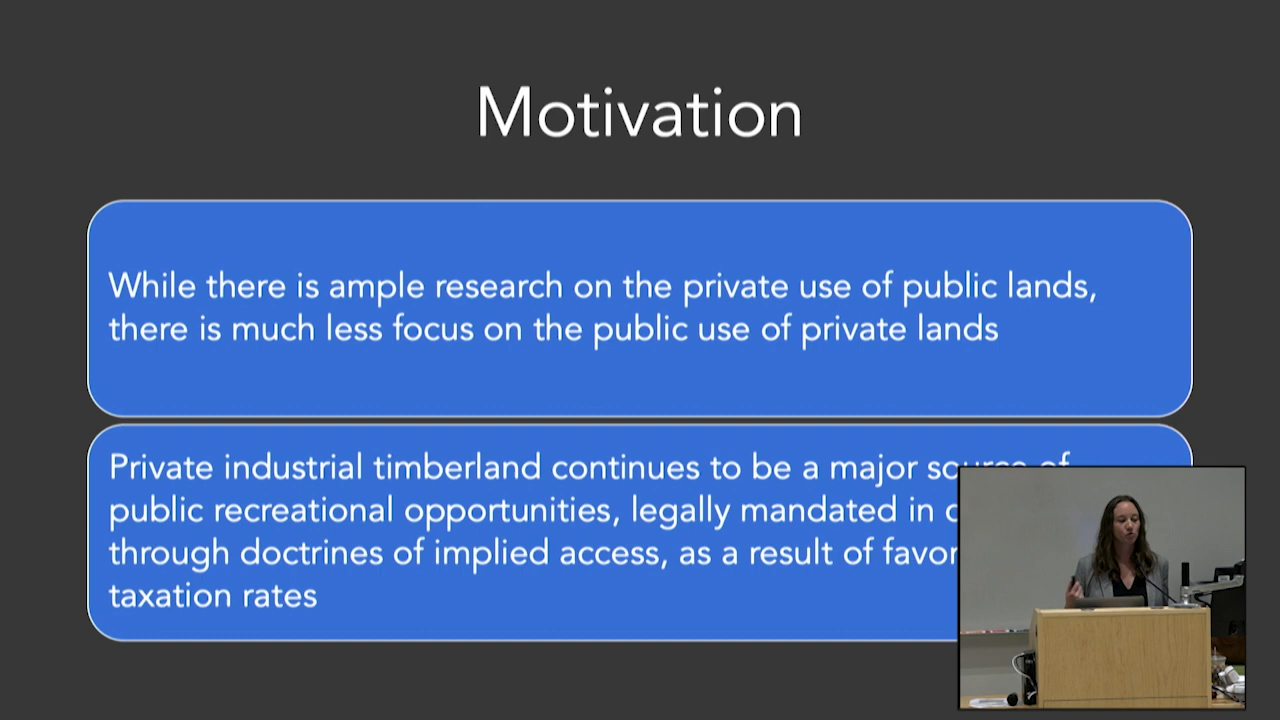 Motivation
While there is ample research on the private use of public lands,
there is much less focus on the public use of private lands
Private industrial timberland continues to be a major source of
public recreational opportunities, legally mandated in
through doctrines of implied access, as a result of
taxation rates